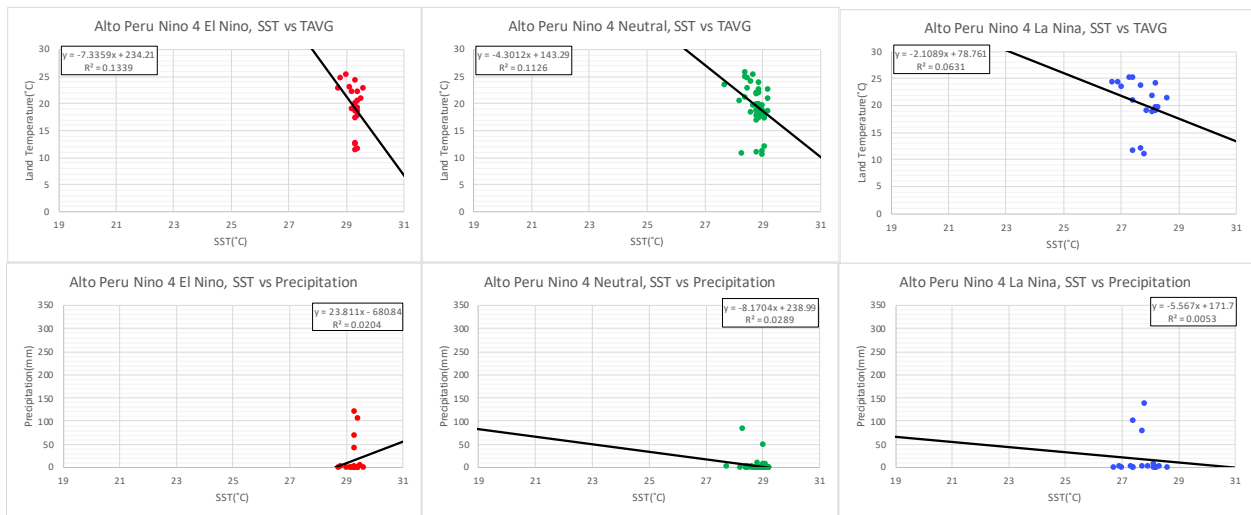 Alto Peru Nino 4 El Nino, SST vs TAVG
y = -7.3359x + 234.21
R² = 0.1339
Land Temperature(˚C)
30
25
20
15
10
5
0
19 21 23 25 27 29 31
SST(˚C)
Alto Peru Nino 4 Neutral, SST vs TAVG
y = -4.3012x + 143.29
R² = 0.1126
Land Temperature(˚C)
30
25
20
15
10
5
0
19 21 23 25 27 29 31
SST(˚C)
Alto Peru Nino 4 La Nina, SST vs TAVG
y = -2.1089x + 78.761
R² = 0.0631
Land Temperature(˚C)
30
25
20
15
10
5
0
19 21 23 25 27 29 31
SST(˚C)
Alto Peru Nino 4 El Nino, SST vs Precipitation
y = 23.811x - 680.84
R² = 0.0204
Precipitation(mm)
350
300
250
200
150
100
50
0
19 21 23 25 27 29 31
SST(˚C)
Alto Peru Nino 4 Neutral, SST vs Precipitation
y = -8.1704x + 238.99
R² = 0.0289
Precipitation(mm)
350
300
250
200
150
100
50
0
19 21 23 25 27 29 31
SST(˚C)
Alto Peru Nino 4 La Nina, SST vs Precipitation
y = -5.567x + 171.7
R² = 0.0053
Precipitation(mm)
350
300
250
200
150
100
50
0
19 21 23 25 27 29 31
SST(˚C)